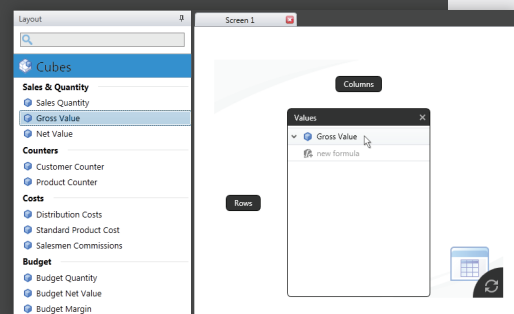 Layout
Screen 1
Cubes
Sales & Quantity
Sales Quantity
Gross Value
Net Value
Counters
Customer Counter
Product Counter
Costs
Distribution Costs
Standard Product Cost
Salesmen Commissions
Budget
Budget Quantity
Budget Net Value
Budget Margin
Columns
Values
Gross Value
new formula
Rows